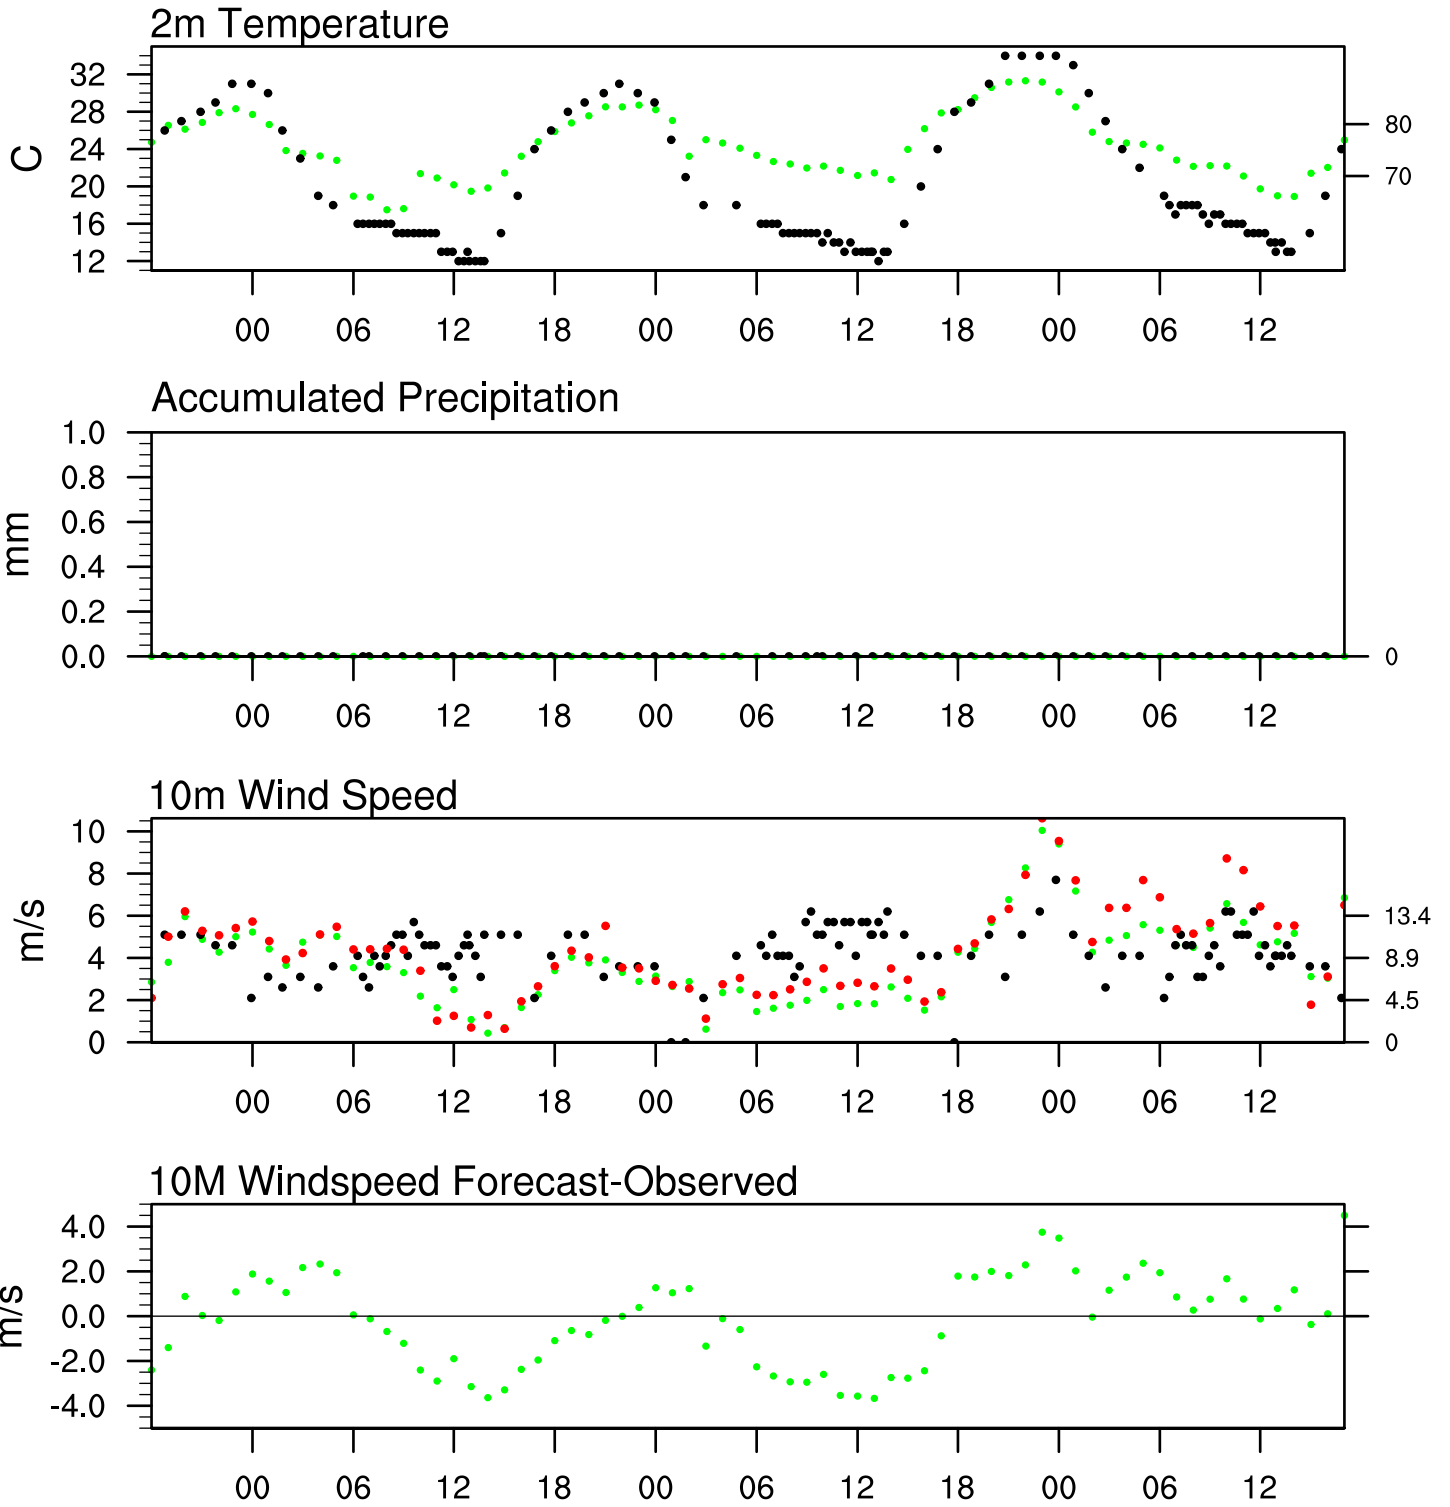 2m Temperature
32
28
24
20
16
12
C
80
70
00 06 12 18 00 06 12 18 00 06 12
Accumulated Precipitation
1.0
0.8
0.6
0.4
0.2
0.0
mm
0
00 06 12 18 00 06 12 18 00 06 12
10m Wind Speed
10
8
6
4
2
0
m/s
13.4
8.9
4.5
0
00 06 12 18 00 06 12 18 00 06 12
10M Windspeed Forecast-Observed
4.0
2.0
0.0
-2.0
-4.0
m/s
00 06 12 18 00 06 12 18 00 06 12